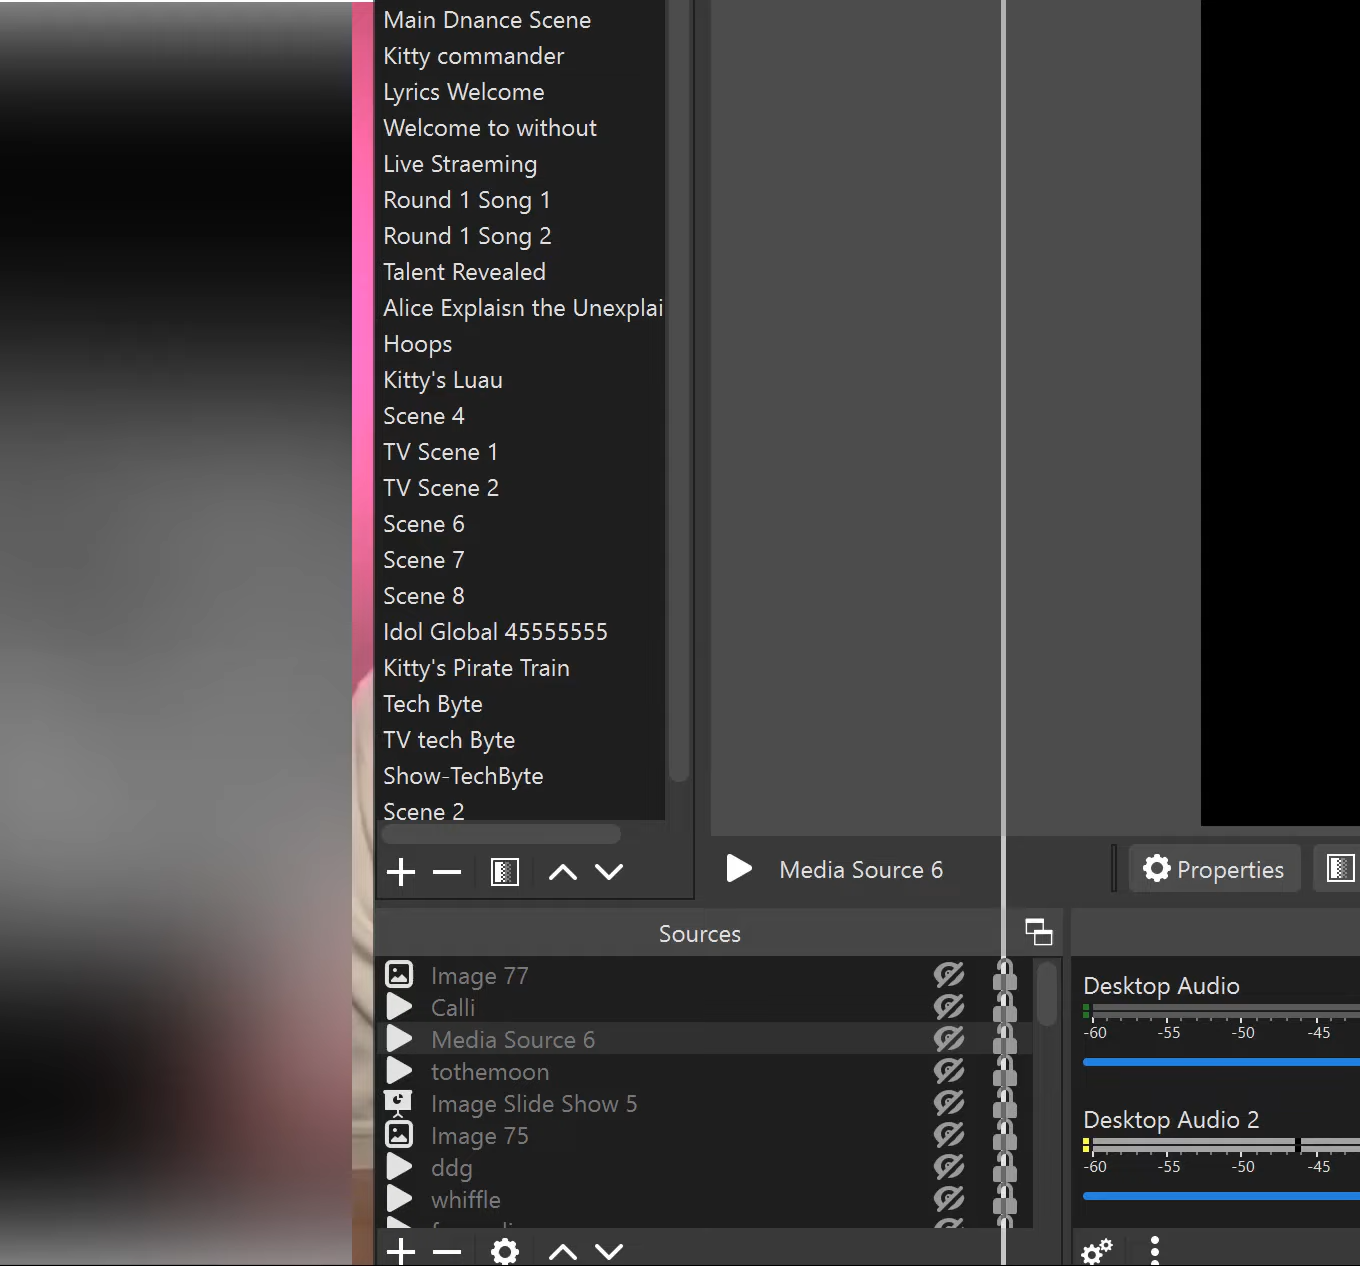 Main Dnance Scene
Kitty commander
Lyrics Welcome
Welcome to without
Live Straeming
Round 1 Song 1
Round 1 Song 2
Talent Revealed
Alice Explaisn the Unexplai
Hoops
Kitty's Luau
Scene 4
TV Scene 1
TV Scene 2
Scene 6
Scene 7
Scene 8
Idol Global 45555555
Kitty's Pirate Train
Tech Byte
TV tech Byte
Show-TechByte
Scene 2
Media Source 6
Properties
Sources
Image 77
Calli
Media Source 6
tothemoon
Image Slide Show 5
Image 75
ddg
whiffle
Desktop Audio
-60 -55 -50 -45
Desktop Audio 2
-60 -55 -50 -45